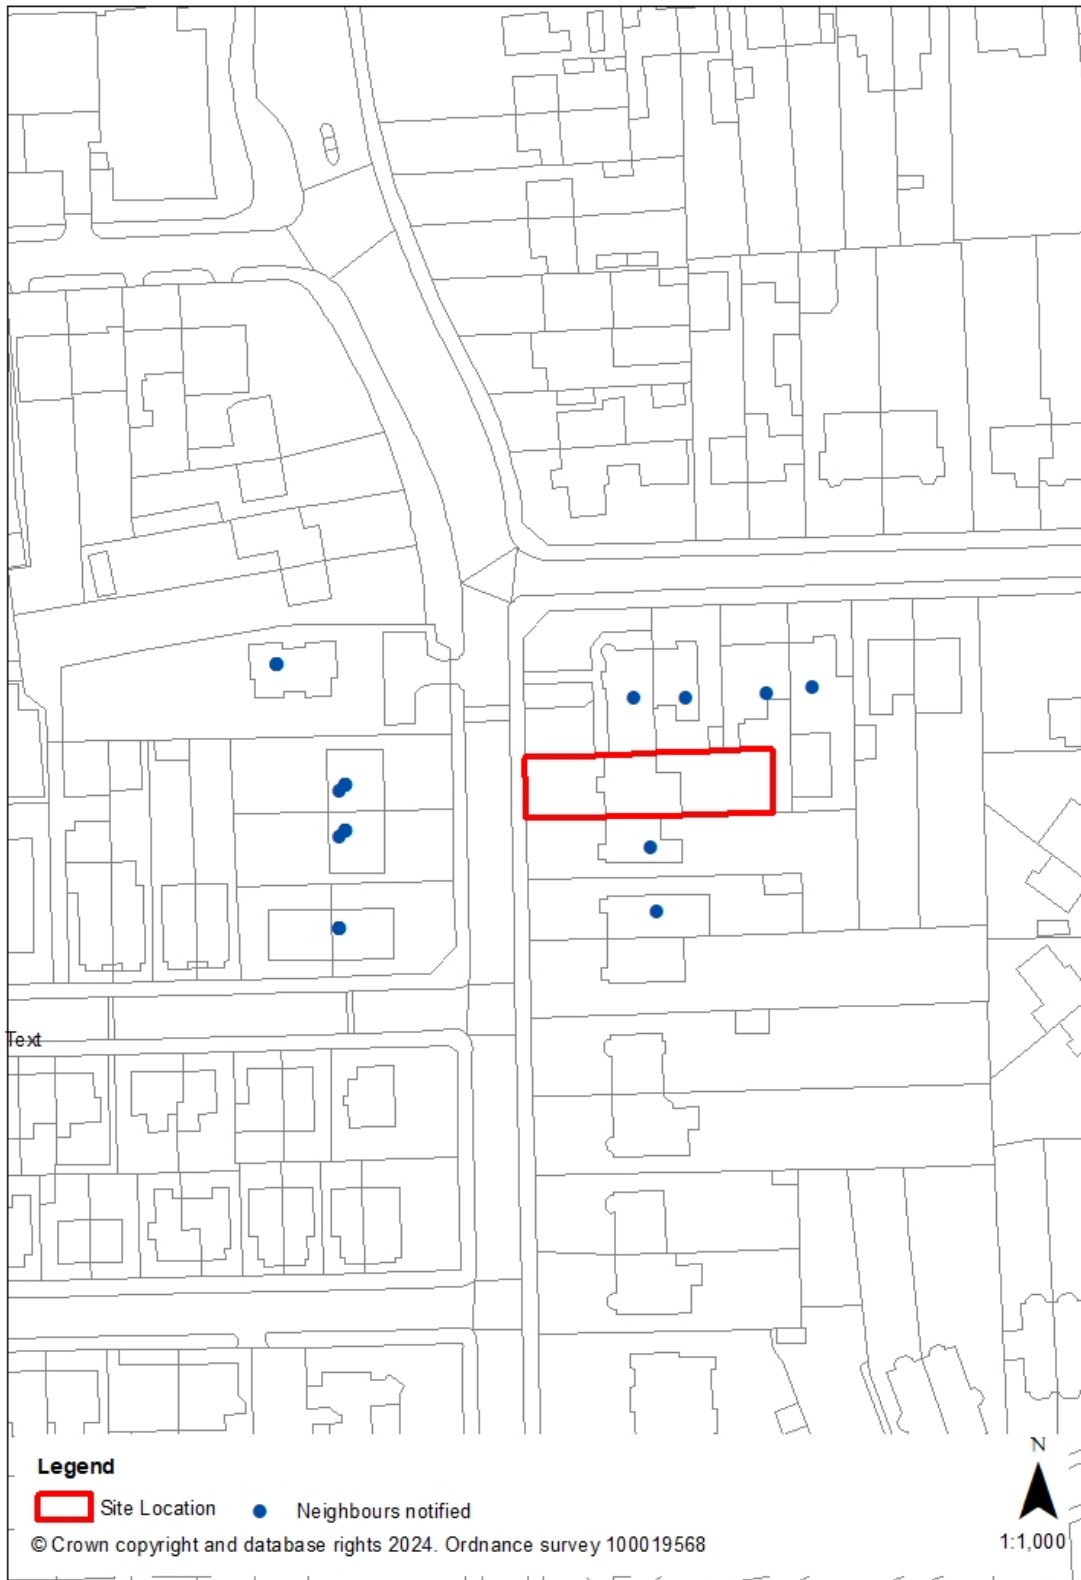 Text
Legend
N
Site Location
Neighbours notified
© Crown copyright and database rights 2024. Ordnance survey 100019568
1:1,000